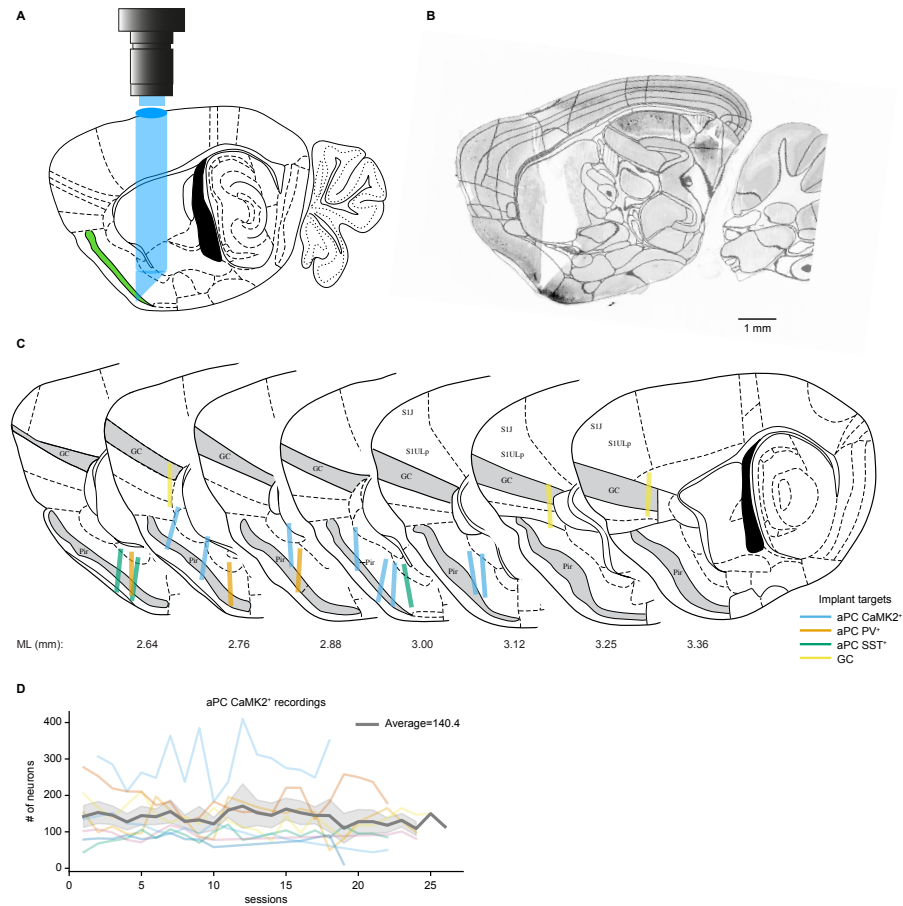 A
B
1 mm
C
GC
GC
GC
GC
S1J
S1ULp
GC
S1J
S1ULp
GC
S1J
S1ULp
GC
Pir
Pir
Pir
Pir
Pir
Pir
Pir
Implant targets
aPC CaMK2⁺
aPC PV⁺
aPC SST⁺
GC
ML (mm): 2.64 2.76 2.88 3.00 3.12 3.25 3.36
D
aPC CaMK2⁺ recordings
Average=140.4
# of neurons
400
300
200
100
0
0 5 10 15 20 25
sessions